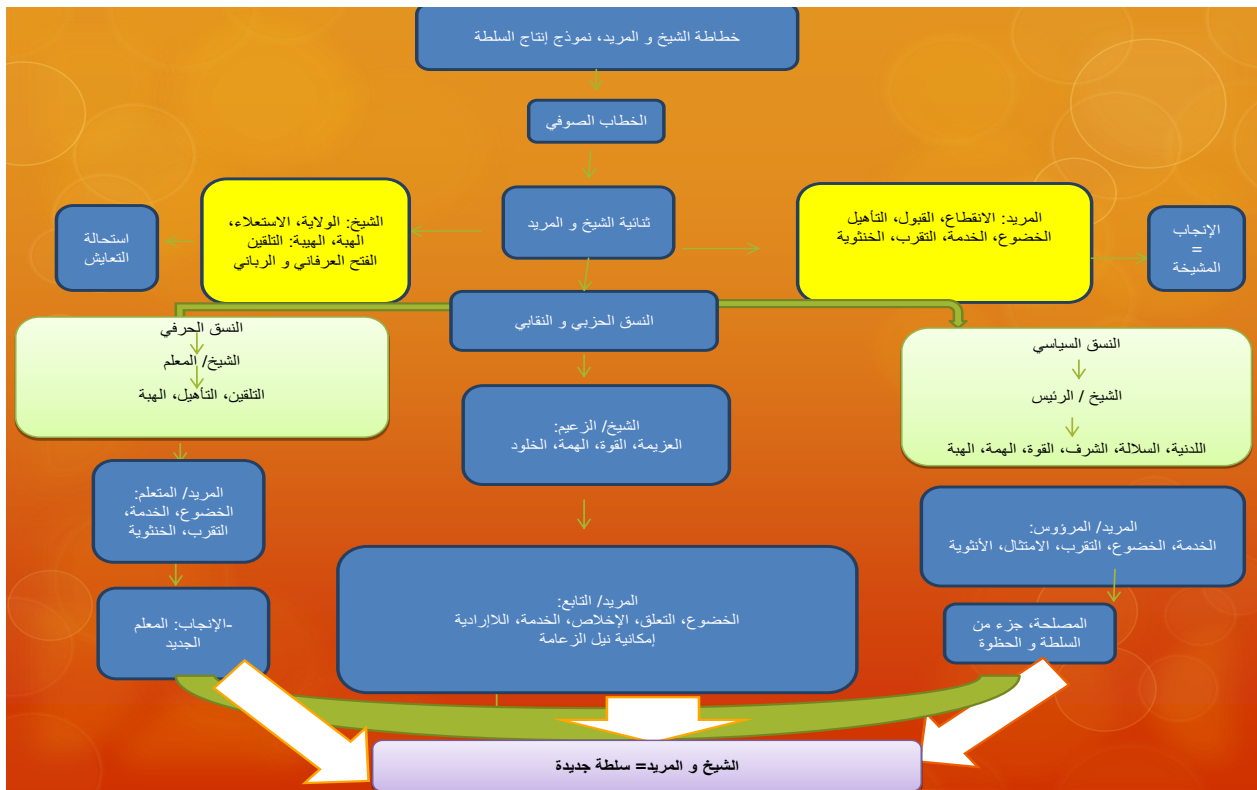 خطاطة الشيخ و المريد، نموذج إنتاج السلطة
الخطاب الصوفي
ثنائية الشيخ و المريد
المريد: الانقطاع، القبول، التأهيل
الخضوع، الخدمة، التقرب، الخنثوية
الإنجاب
=
المشيخة
الشيخ: الولاية، الاستعلاء،
الهبة، الهيبة: التلقين
الفتح العرفاني و الرباني
استحالة
التعايش
النسق السياسي
الشيخ / الرئيس
اللدنية، السلالة، الشرف، القوة، الهمة، الهبة
المريد/ المرؤوس:
الخدمة، الخضوع، التقرب، الامتثال، الأنثوية
المصلحة، جزء من
السلطة و الحظوة
النسق الحزبي و النقابي
الشيخ/ الزعيم:
العزيمة، القوة، الهمة، الخلود
المريد/ التابع:
الخضوع، التعلق، الإخلاص، الخدمة، اللاإرادية
إمكانية نيل الزعامة
النسق الحرفي
الشيخ/ المعلم
التلقين، التأهيل، الهبة
المريد/ المتعلم:
الخضوع، الخدمة،
التقرب، الخنثوية
-الإنجاب: المعلم
الجديد
الشيخ و المريد= سلطة جديدة